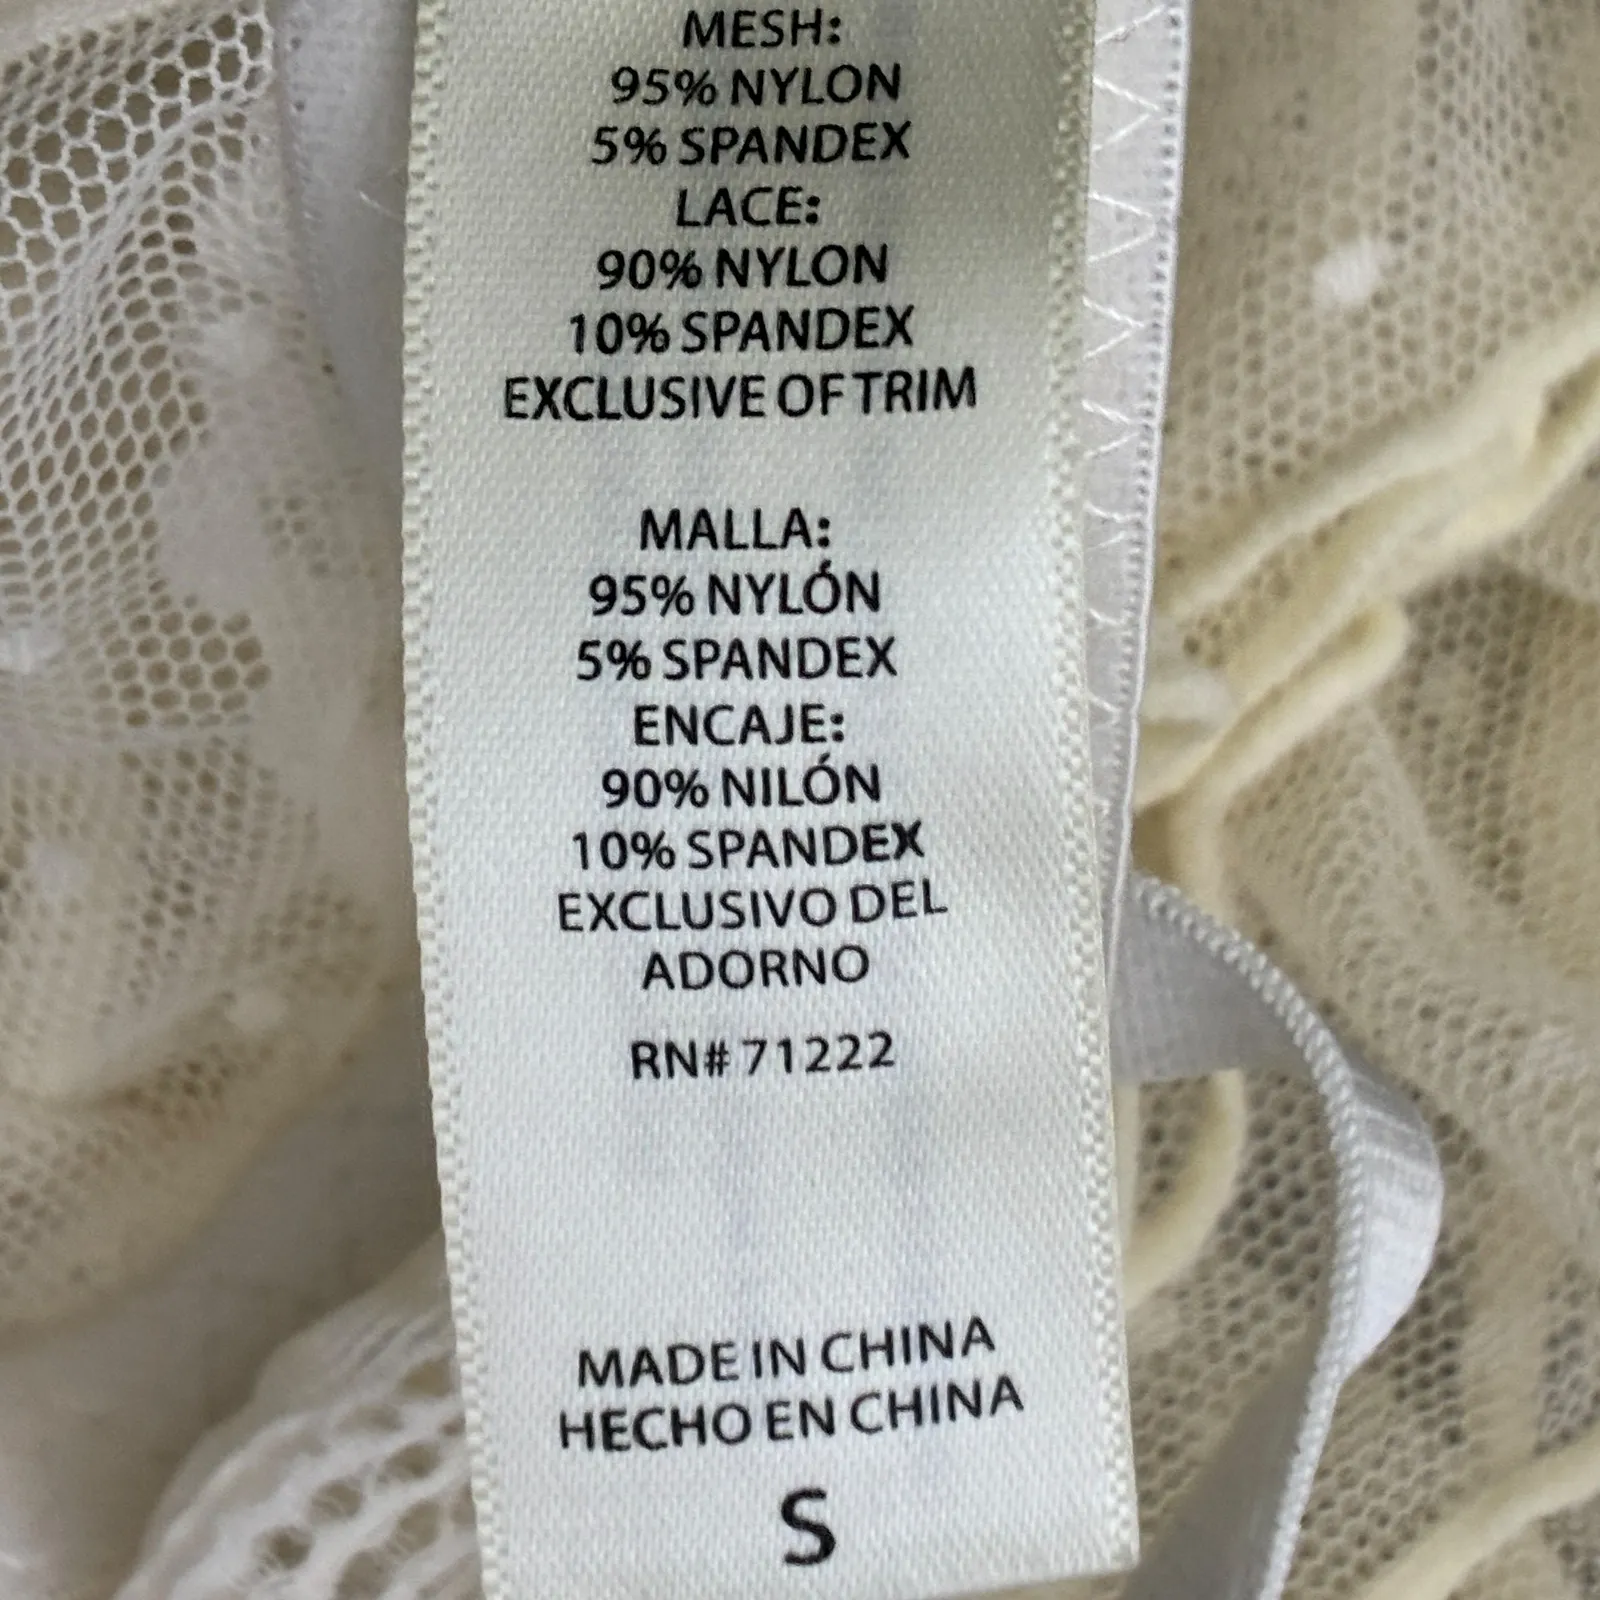 MESH:
95% NYLON
5% SPANDEX
LACE:
90% NYLON
10% SPANDEX
EXCLUSIVE OF TRIM
MALLA:
95% NYLÓN
5% SPANDEX
ENCAJE:
90% NILÓN
10% SPANDEX
EXCLUSIVO DEL
ADORNO
RN# 71222
MADE IN CHINA
HECHO EN CHINA
S